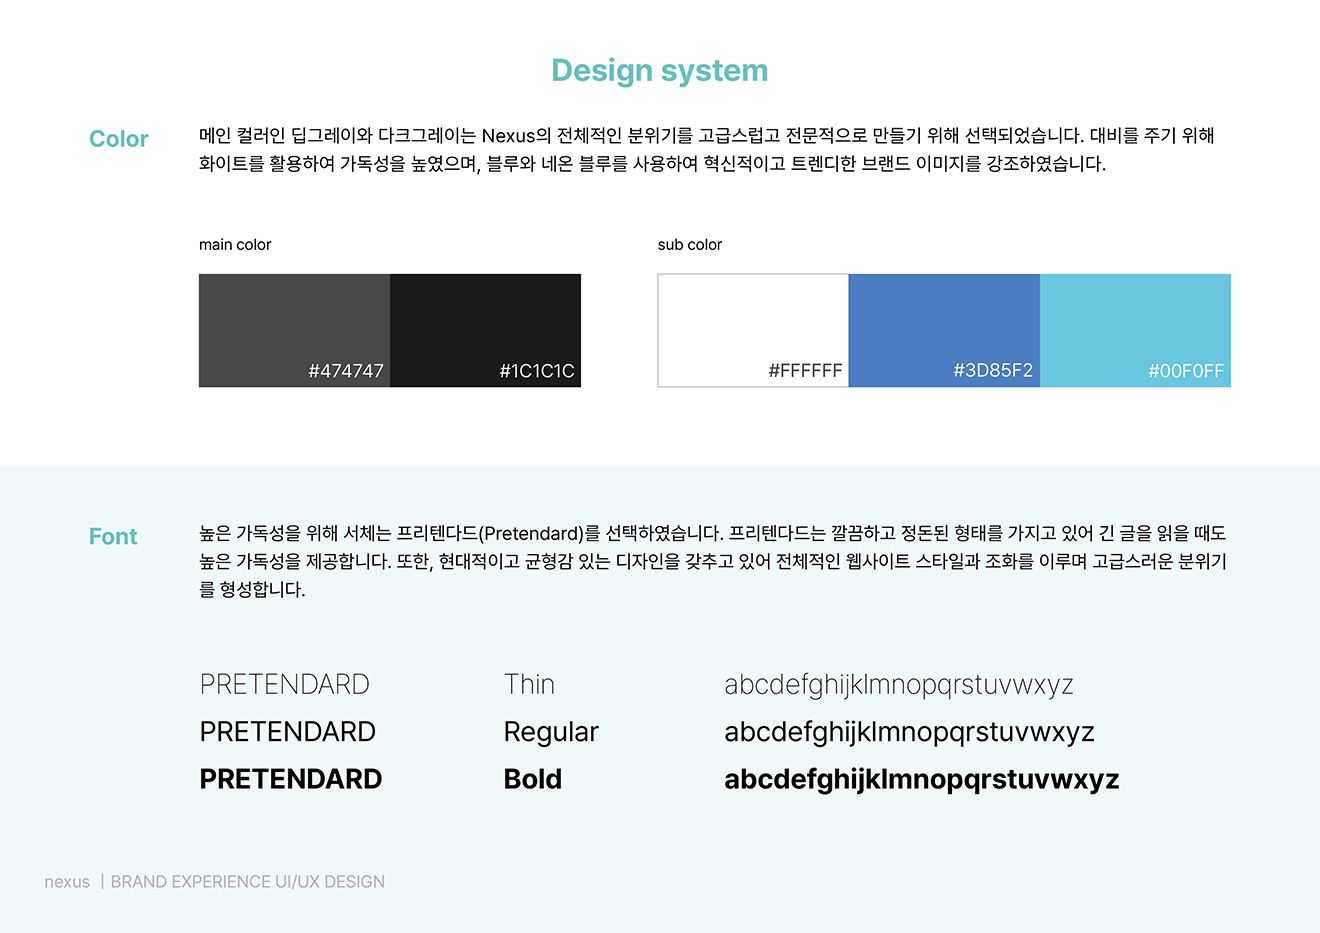 Design system
Color
메인 컬러인 딥그레이와 다크그레이는 Nexus의 전체적인 분위기를 고급스럽고 전문적으로 만들기 위해 선택되었습니다. 대비를 주기 위해
화이트를 활용하여 가독성을 높였으며, 블루와 네온 블루를 사용하여 혁신적이고 트렌디한 브랜드 이미지를 강조하였습니다.
main color
sub color
#474747
#1C1C1C
#FFFFFF
#3D85F2
#00F0FF
Font
높은 가독성을 위해 서체는 프리텐다드(Pretendard)를 선택하였습니다. 프리텐다드는 깔끔하고 정돈된 형태를 가지고 있어 긴 글을 읽을 때도
높은 가독성을 제공합니다. 또한, 현대적이고 균형감 있는 디자인을 갖추고 있어 전체적인 웹사이트 스타일과 조화를 이루며 고급스러운 분위기
를 형성합니다.
PRETENDARD Thin abcdefghijklmnopqrstuvwxyz
PRETENDARD Regular abcdefghijklmnopqrstuvwxyz
PRETENDARD Bold abcdefghijklmnopqrstuvwxyz
nexus | BRAND EXPERIENCE UI/UX DESIGN